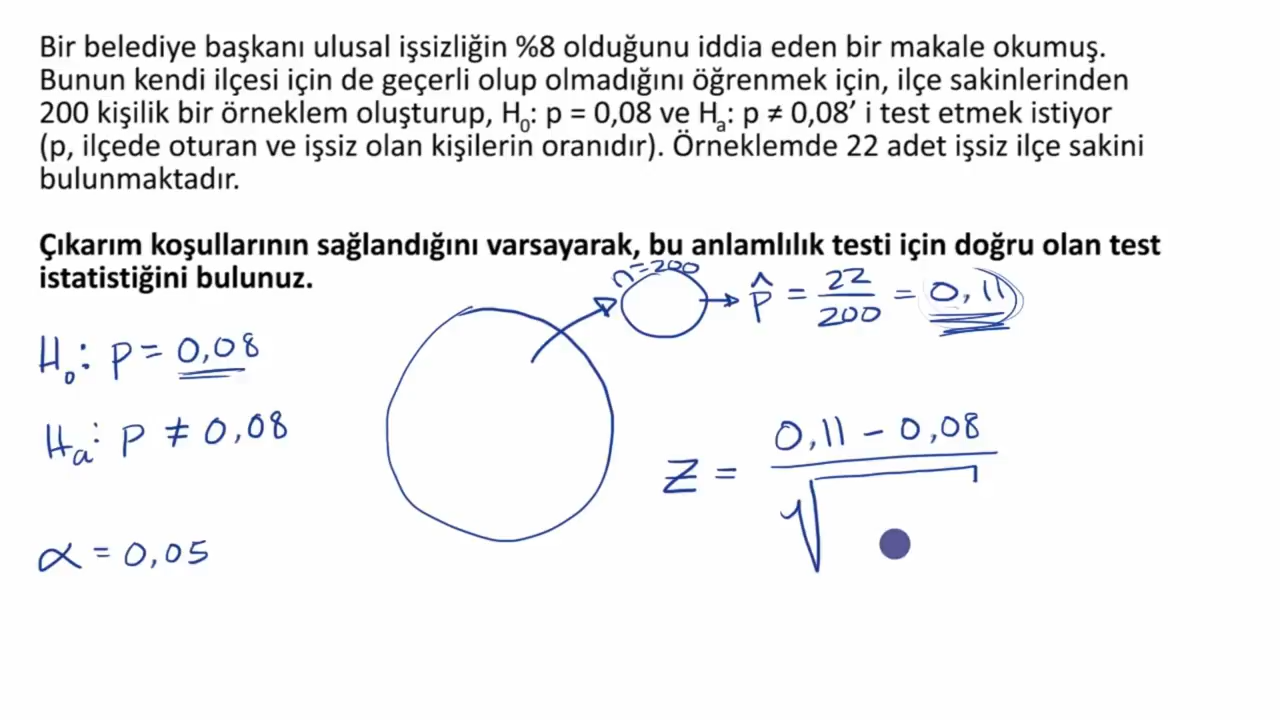 Bir belediye başkanı ulusal işsizliğin %8 olduğunu iddia eden bir makale okumuş.
Bunun kendi ilçesi için de geçerli olup olmadığını öğrenmek için, ilçe sakinlerinden
200 kişilik bir örneklem oluşturup, H₀: p = 0,08 ve Hₐ: p ≠ 0,08’ i test etmek istiyor
(p, ilçede oturan ve işsiz olan kişilerin oranıdır). Örneklemde 22 adet işsiz ilçe sakini
bulunmaktadır.
Çıkarım koşullarının sağlandığını varsayarak, bu anlamlılık testi için doğru olan test
istatistiğini bulunuz.
n=200
p̂ = 22/200 = 0,11
H₀: p = 0,08
Hₐ: p ≠ 0,08
α = 0,05
z = (0,11 - 0,08) / √